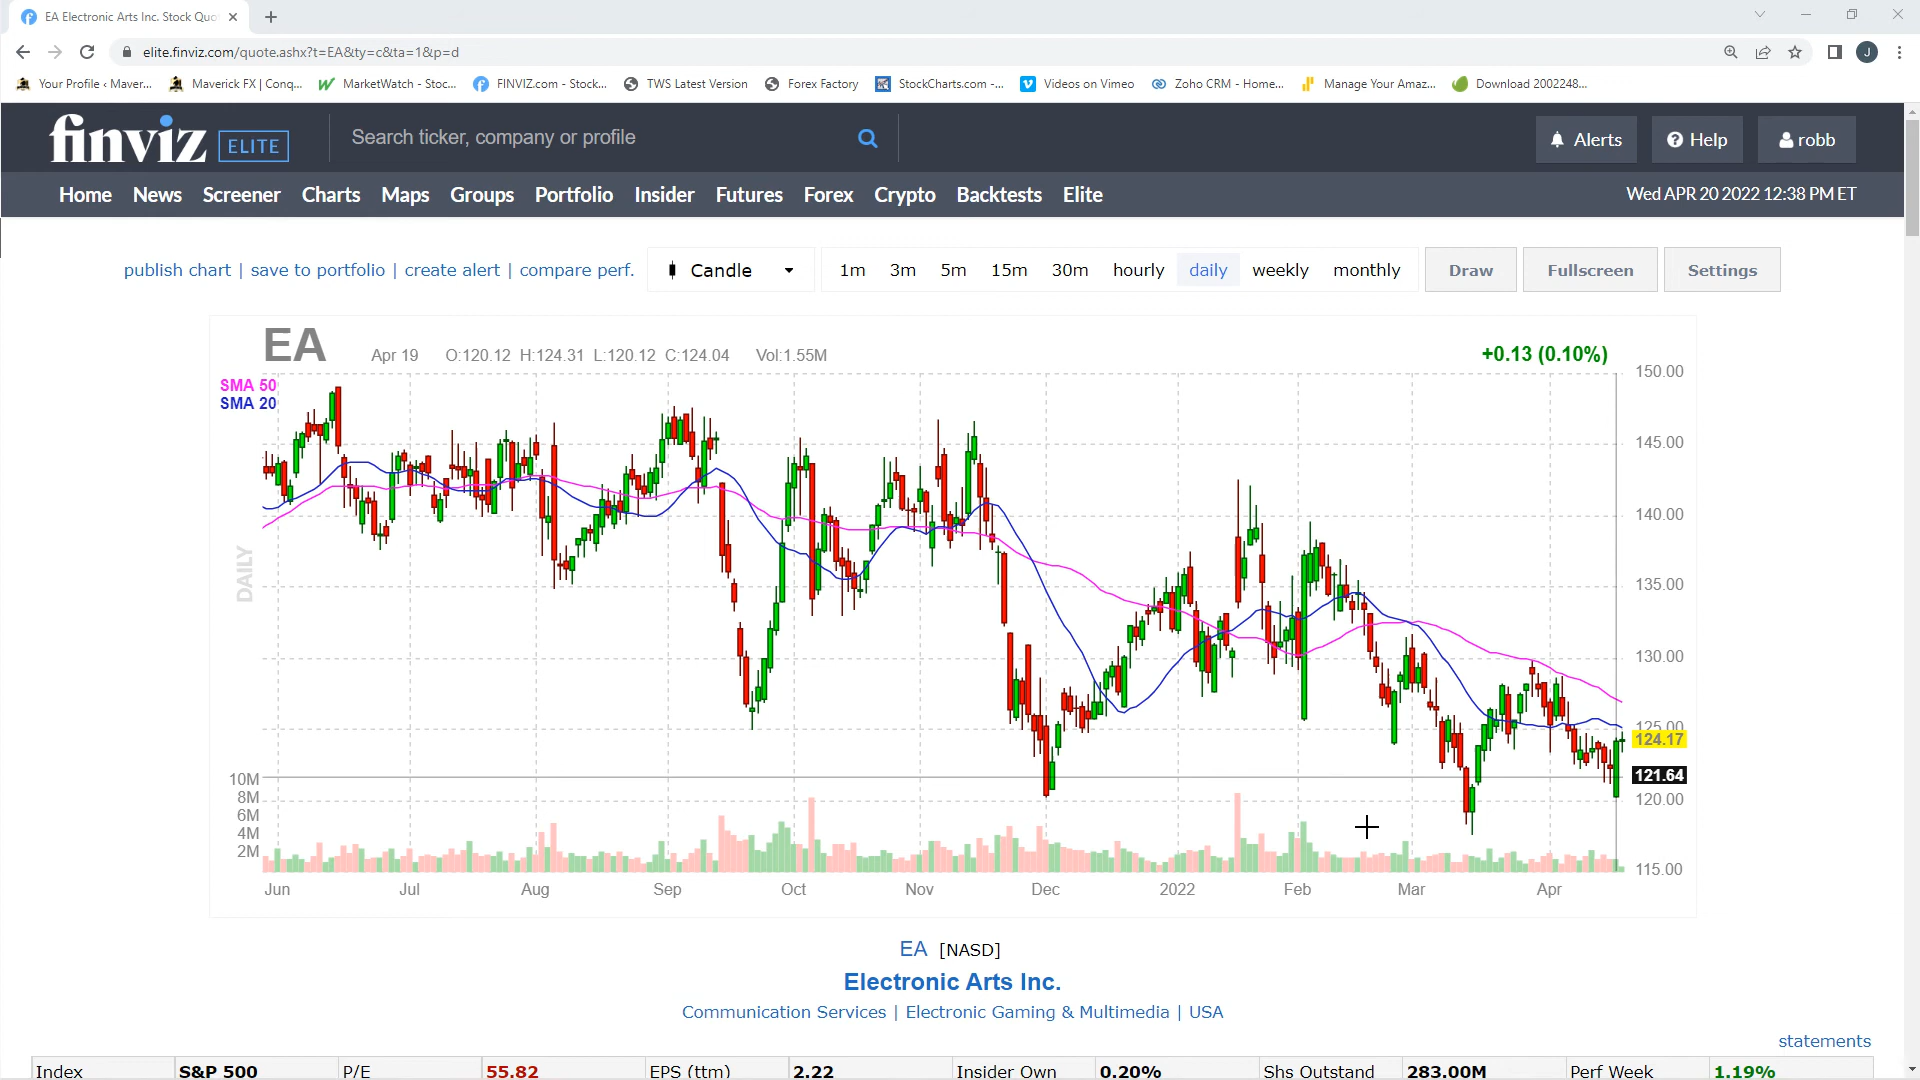 EA Electronic Arts Inc. Stock Quo
elite.finviz.com/quote.ashx?t=EA&ty=c&ta=1&p=d
J
Your Profile ‹ Maver... Maverick FX | Conq... MarketWatch - Stoc... FINVIZ.com - Stock... TWS Latest Version Forex Factory StockCharts.com -... Videos on Vimeo Zoho CRM - Home... Manage Your Amaz... Download 2002248...
finviz ELITE Search ticker, company or profile Alerts Help robb
Home News Screener Charts Maps Groups Portfolio Insider Futures Forex Crypto Backtests Elite Wed APR 20 2022 12:38 PM ET
publish chart | save to portfolio | create alert | compare perf. Candle 1m 3m 5m 15m 30m hourly daily weekly monthly Draw Fullscreen Settings
EA Apr 19 O:120.12 H:124.31 L:120.12 C:124.04 Vol:1.55M +0.13 (0.10%)
SMA 50
SMA 20
DAILY
150.00
145.00
140.00
135.00
130.00
125.00
124.17
121.64
120.00
115.00
10M
8M
6M
4M
2M
Jun Jul Aug Sep Oct Nov Dec 2022 Feb Mar Apr
EA [NASD]
Electronic Arts Inc.
Communication Services | Electronic Gaming & Multimedia | USA
statements
Index S&P 500 P/E 55.82 EPS (ttm) 2.22 Insider Own 0.20% Shs Outstand 283.00M Perf Week 1.19%